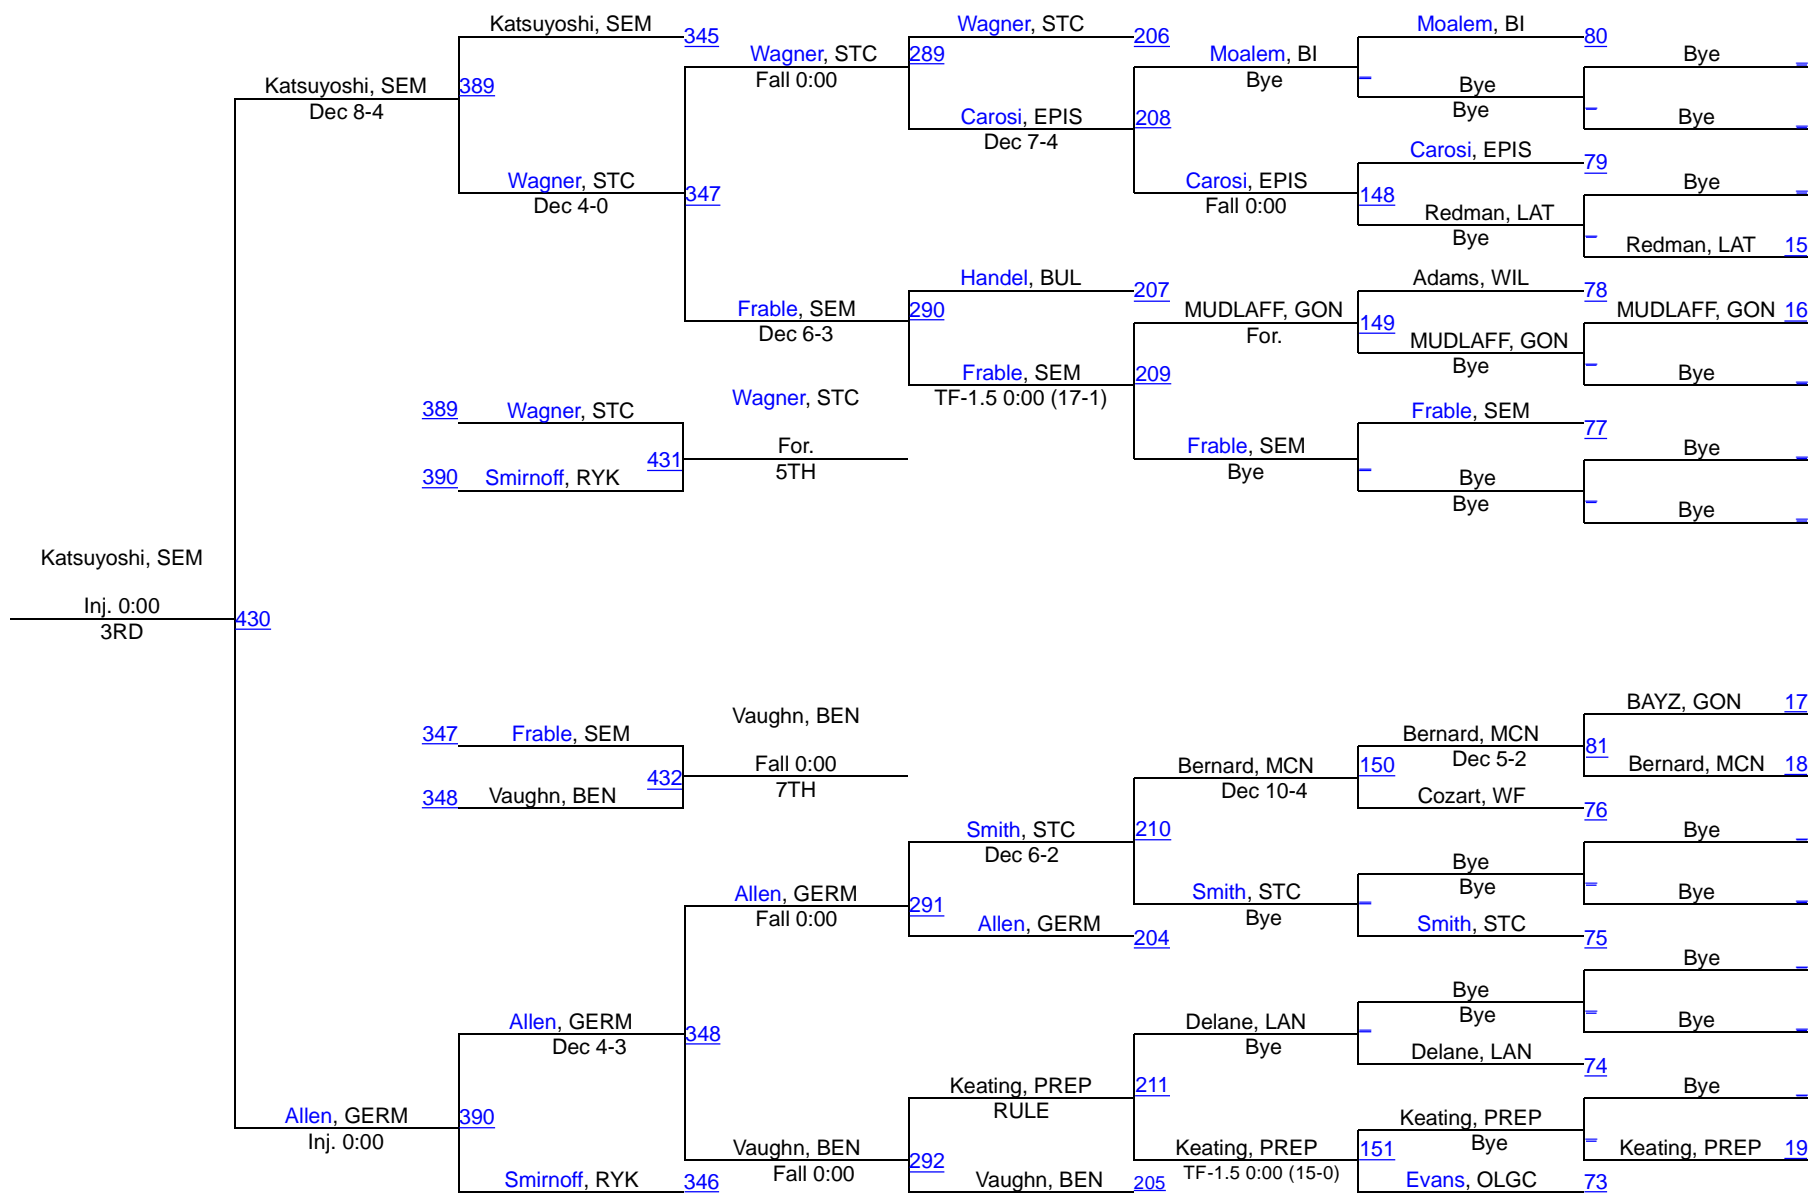 Katsuyoshi, SEM
345
Wagner, STC
206
Moalem, BI
80
Wagner, STC
289
Moalem, BI
Bye
Fall 0:00
Bye
Katsuyoshi, SEM
389
Bye
Dec 8-4
Bye
Carosi, EPIS
208
Bye
Dec 7-4
Carosi, EPIS
79
Wagner, STC
347
Carosi, EPIS
148
Bye
Dec 4-0
Fall 0:00
Redman, LAT
Bye
Redman, LAT 15
Handel, BUL
207
Adams, WIL
78
Frable, SEM
290
MUDLAFF, GON
149
MUDLAFF, GON 16
Dec 6-3
For.
MUDLAFF, GON
Bye
Frable, SEM
209
Bye
TF-1.5 0:00 (17-1)
389 Wagner, STC
Wagner, STC
Frable, SEM
77
For.
431
5TH
Frable, SEM
Bye
Bye
390 Smirnoff, RYK
Bye
Bye
Bye
Katsuyoshi, SEM
Inj. 0:00
430
3RD
BAYZ, GON 17
Vaughn, BEN
347 Frable, SEM
Bernard, MCN
81
Dec 5-2
Fall 0:00
432
7TH
Bernard, MCN
150
Bernard, MCN 18
Dec 10-4
348 Vaughn, BEN
Cozart, WF
76
Smith, STC
210
Bye
Dec 6-2
Bye
Bye
Allen, GERM
291
Smith, STC
Bye
Fall 0:00
Bye
Allen, GERM
204
Smith, STC
75
Bye
Bye
Bye
Allen, GERM
348
Delane, LAN
Bye
Dec 4-3
Bye
Delane, LAN
74
Keating, PREP
211
Bye
RULE
Allen, GERM
390
Keating, PREP
Bye
Inj. 0:00
Vaughn, BEN
292
Keating, PREP
151
Keating, PREP 19
Fall 0:00
TF-1.5 0:00 (15-0)
Smirnoff, RYK
346
Vaughn, BEN
205
Evans, OLGC
73